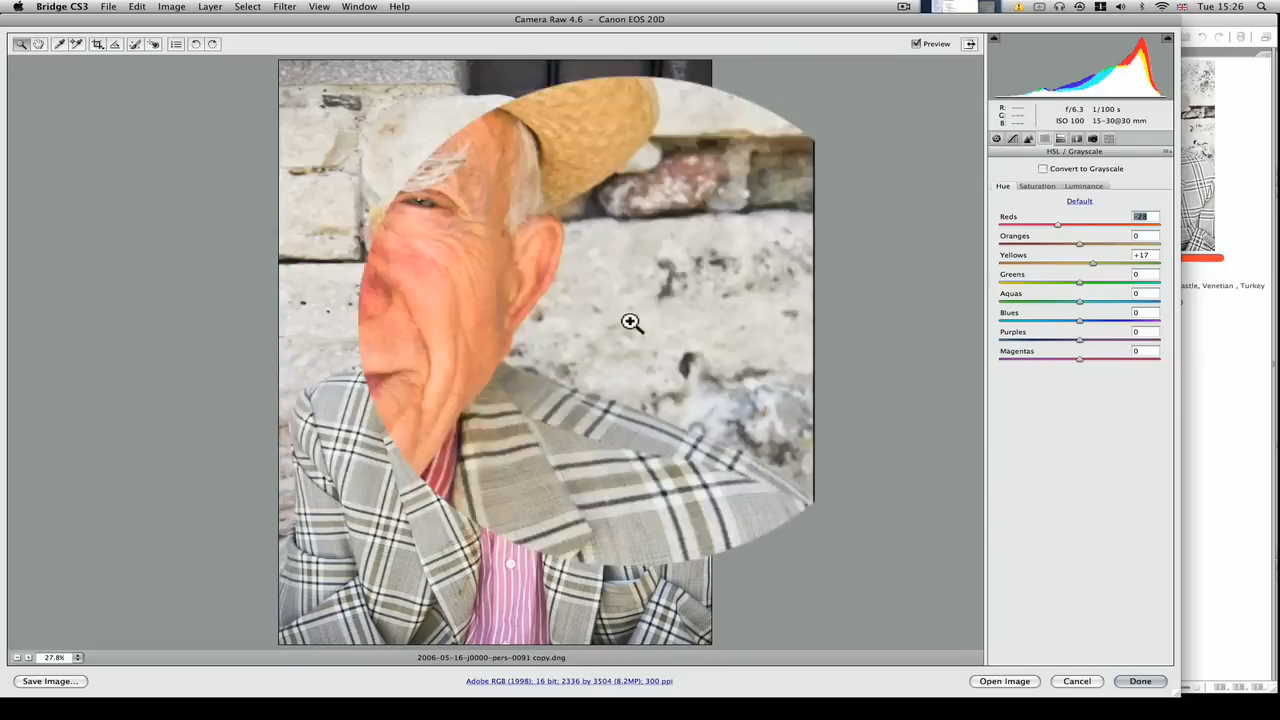 Bridge CS3 File Edit Image Layer Select Filter View Window Help Tue 15:26
Camera Raw 4.6 – Canon EOS 20D
Preview
R: ---
G: ---
B: ---
f/6.3 1/100 s
ISO 100 15-30@30 mm
HSL / Grayscale
Convert to Grayscale
Hue Saturation Luminance
Default
Reds -28
Oranges 0
Yellows +17
Greens 0
Aquas 0
Blues 0
Purples 0
Magentas 0
astle, Venetian , Turkey
)
27.8%
2006-05-16-j0000-pers-0091 copy.dng
Save Image...
Adobe RGB (1998); 16 bit; 2336 by 3504 (8.2MP); 300 ppi
Open Image Cancel Done